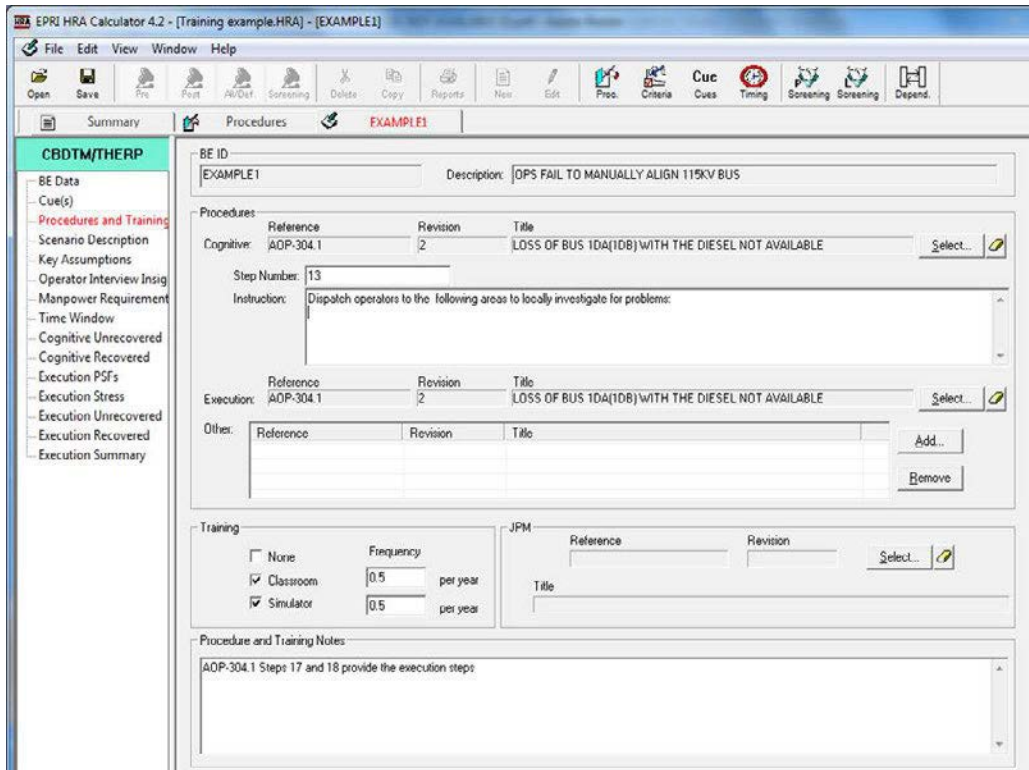 HRA EPRI HRA Calculator 4.2 - [Training example.HRA] - [EXAMPLE1]
File Edit View Window Help
Open Save Pre Post Delete Copy Reports New Edit Proc. Criteria Cue Cues Timing Screening Screening Depend.
Summary Procedures EXAMPLE1
CBDTM/THERP
BE Data
Cue(s)
Procedures and Training
Scenario Description
Key Assumptions
Operator Interview Insig
Manpower Requirement
Time Window
Cognitive Unrecovered
Cognitive Recovered
Execution PSFs
Execution Stress
Execution Unrecovered
Execution Recovered
Execution Summary
BE ID
EXAMPLE1 Description: OPS FAIL TO MANUALLY ALIGN 115KV BUS
Procedures
Reference Revision Title
Cognitive: AOP-304.1 2 LOSS OF BUS 1DA(1DB) WITH THE DIESEL NOT AVAILABLE Select...
Step Number: 13
Instruction: Dispatch operators to the following areas to locally investigate for problems:
Reference Revision Title
Execution: AOP-304.1 2 LOSS OF BUS 1DA(1DB) WITH THE DIESEL NOT AVAILABLE Select...
Other: Reference Revision Title
Add...
Remove
Training
None Frequency
Classroom 0.5 per year
Simulator 0.5 per year
JPM
Reference Revision
Select...
Title
Procedure and Training Notes
AOP-304.1 Steps 17 and 18 provide the execution steps